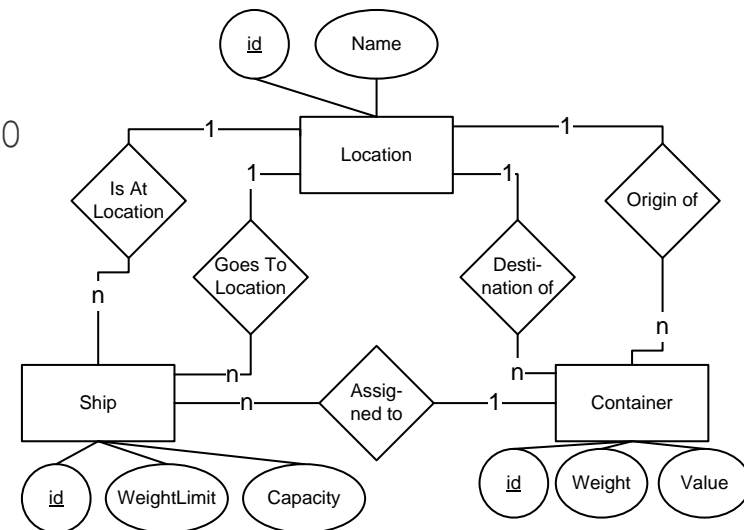 id
Name
0
1
1
Location
Is At
Location
1
1
Origin of
Goes To
Location
Desti-
nation of
n
n
n
n
Ship
n
Assig-
ned to
1
Container
id
WeightLimit
Capacity
id
Weight
Value